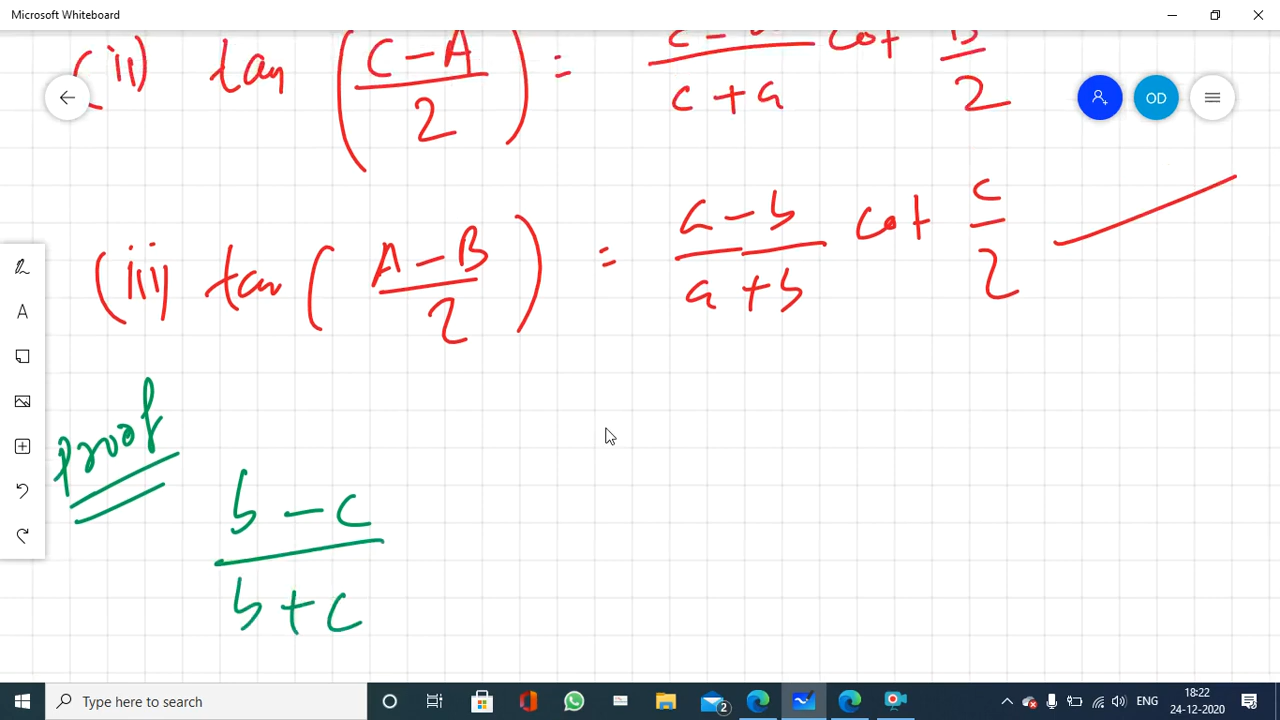 Microsoft Whiteboard
(ii) tan (C-A/2) = c-a/c+a cot B/2
OD
(iii) tan (A-B/2) = a-b/a+b cot c/2
A
Proof
b-c/b+c
Type here to search
2
ENG
18:22
24-12-2020